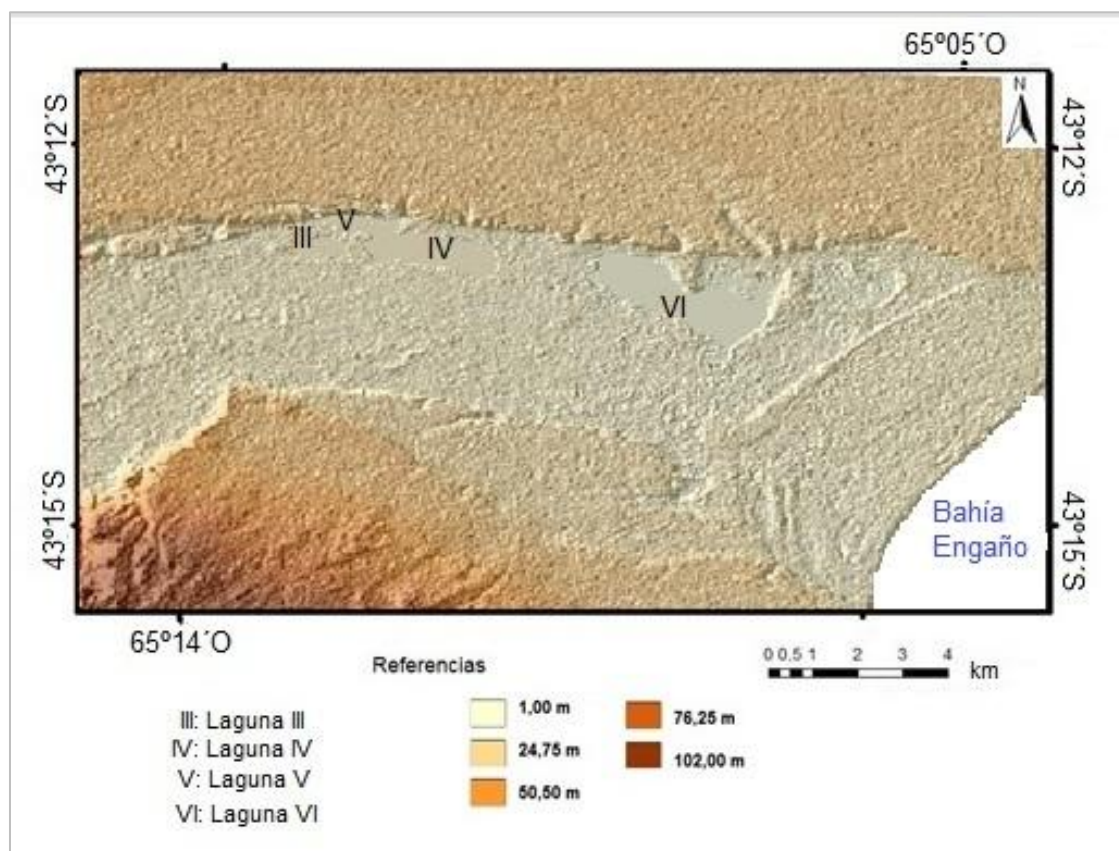 65º05´O
N
43º12´S
43º12´S
III
V
IV
VI
43º15´S
43º15´S
Bahía
Engaño
65º14´O
Referencias
0 0,5 1 2 3 4
km
III: Laguna III
IV: Laguna IV
V: Laguna V
VI: Laguna VI
1,00 m
24,75 m
50,50 m
76,25 m
102,00 m